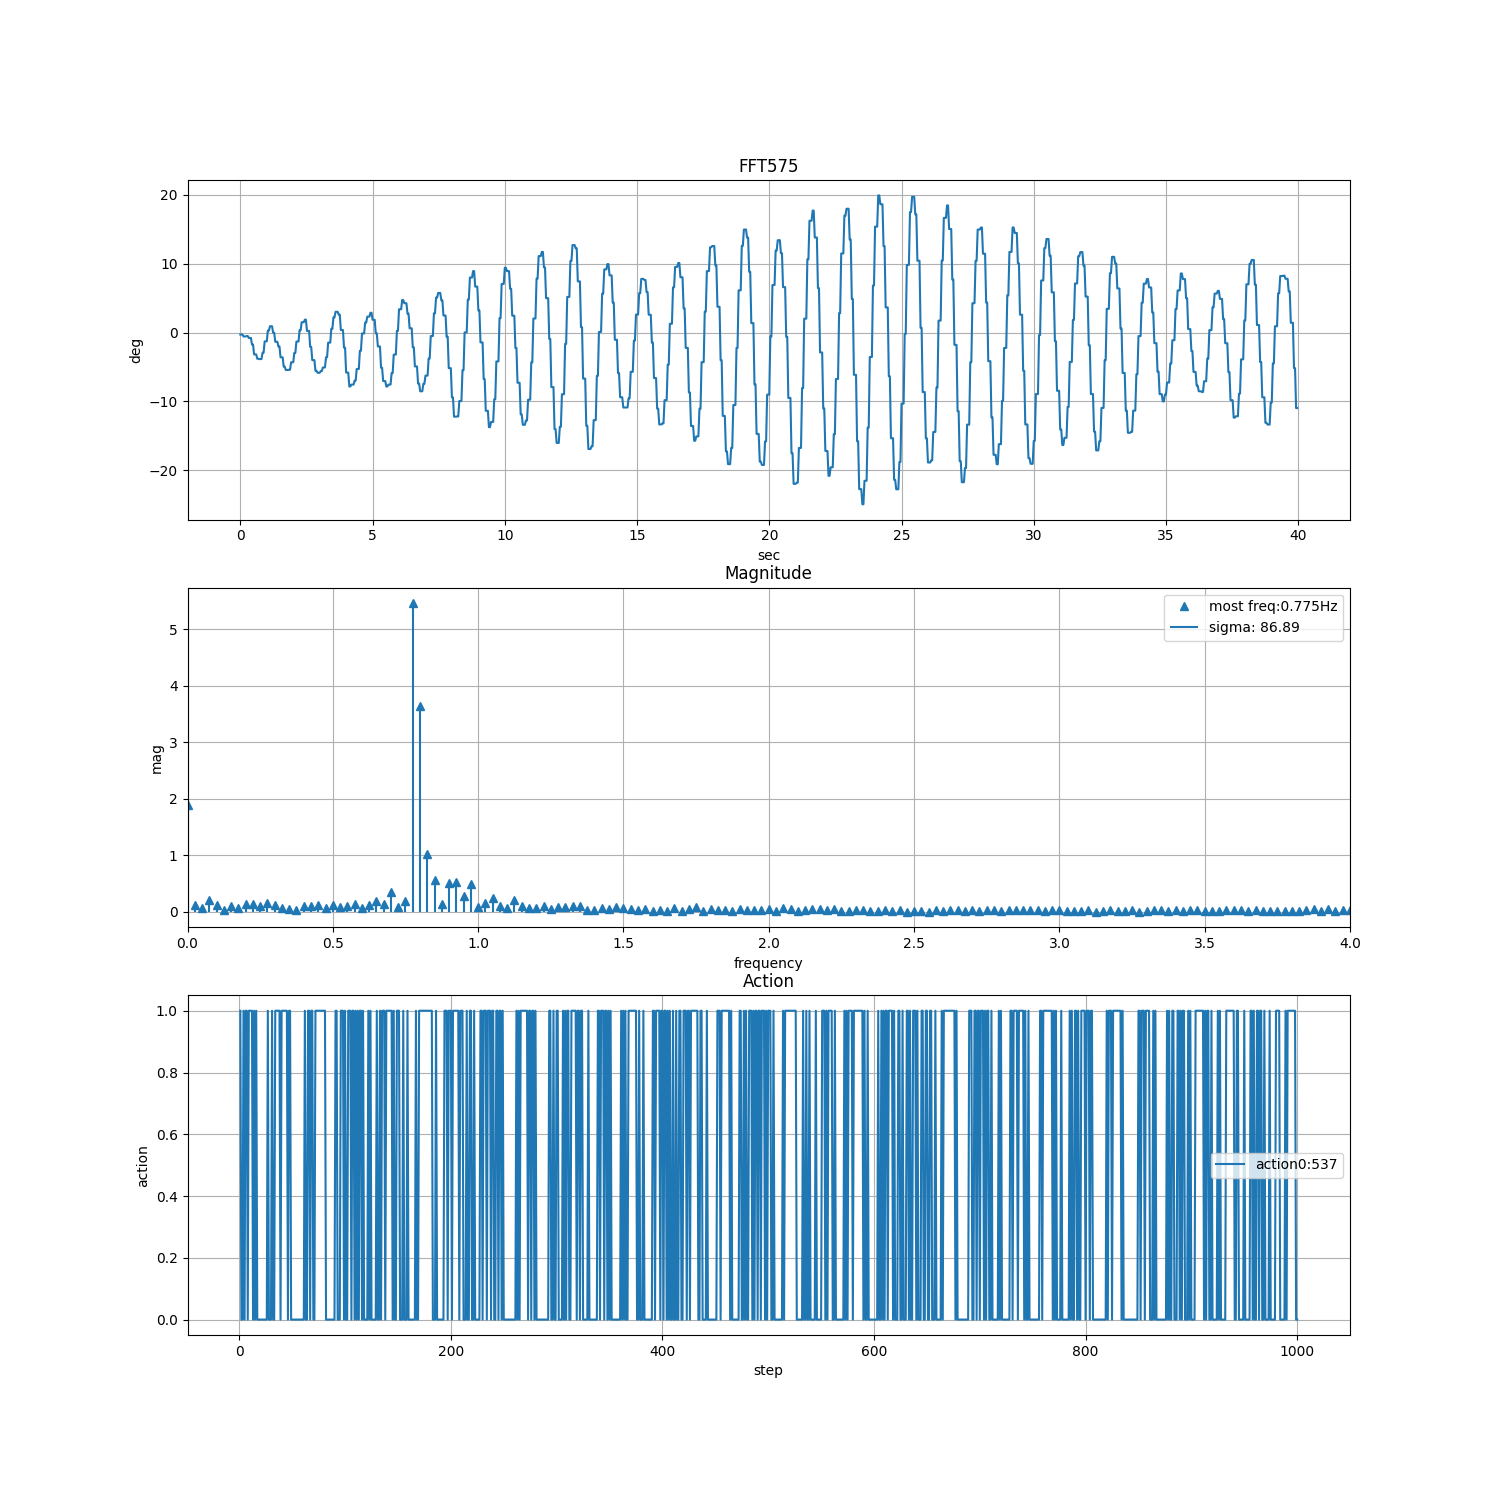 FFT575
20
10
0
−10
−20
deg
0 5 10 15 20 25 30 35 40
sec
Magnitude
most freq:0.775Hz
sigma: 86.89
5
4
3
2
1
0
mag
0.0 0.5 1.0 1.5 2.0 2.5 3.0 3.5 4.0
frequency
Action
1.0
0.8
0.6
0.4
0.2
0.0
action
action0:537
0 200 400 600 800 1000
step